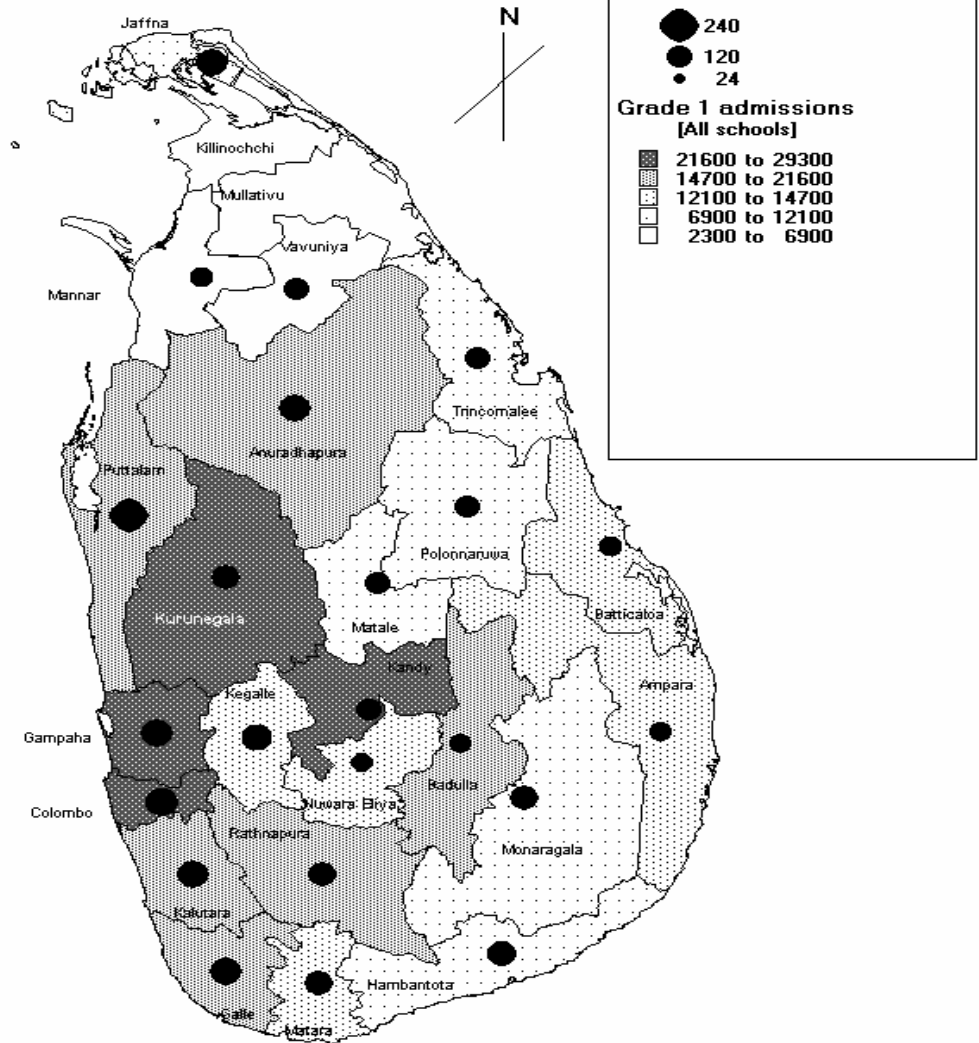 Jaffna
N
240
120
24
Grade 1 admissions
[All schools]
21600 to 29300
14700 to 21600
12100 to 14700
6900 to 12100
2300 to 6900
Killinochchi
Mullativu
Vavuniya
Mannar
Trincomalee
Anuradhapura
Puttalam
Polonnaruwa
Batticaloa
Kurunegala
Matale
Kandy
Ampara
Kegalle
Gampaha
Badulla
Nuwara Eliya
Colombo
Rathnapura
Monaragala
Kalutara
Hambantota
Galle
Matara